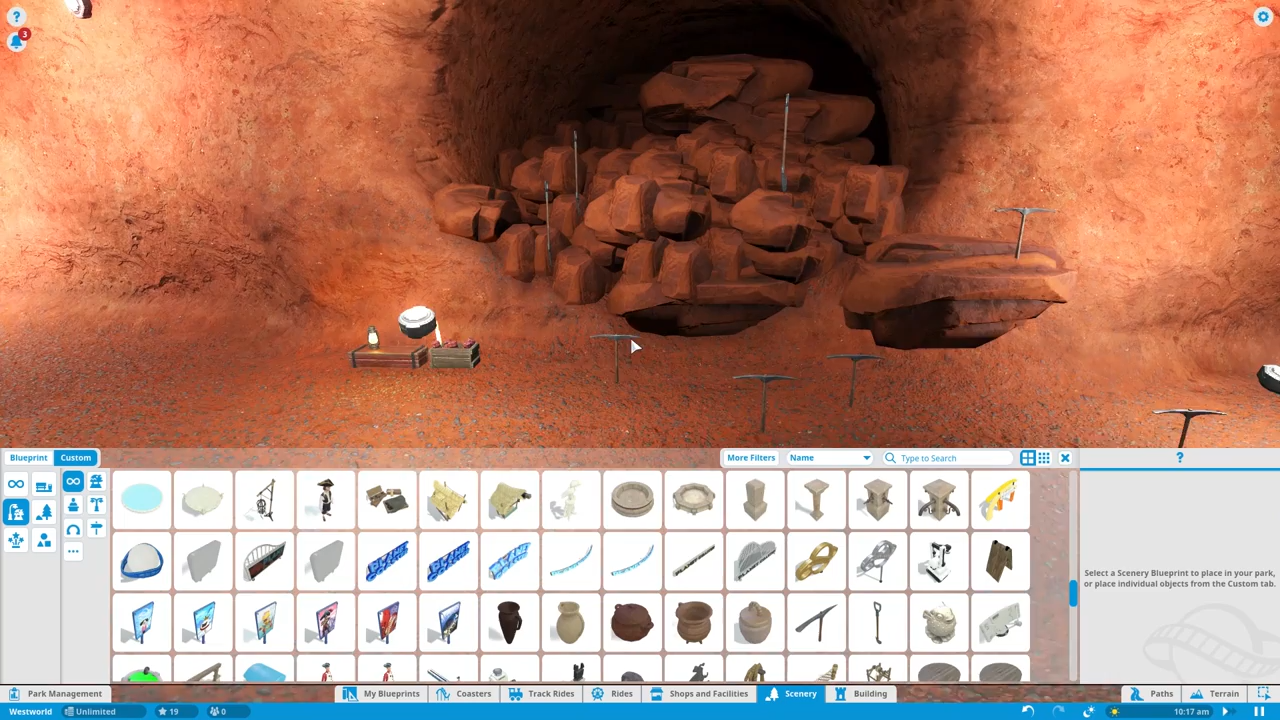 ?
3
Blueprint
Custom
More Filters
Name
Type to Search
?
Select a Scenery Blueprint to place in your park,
or place individual objects from the Custom tab.
Park Management
My Blueprints
Coasters
Track Rides
Rides
Shops and Facilities
Scenery
Building
Paths
Terrain
Westworld
Unlimited
19
0
10:17 am